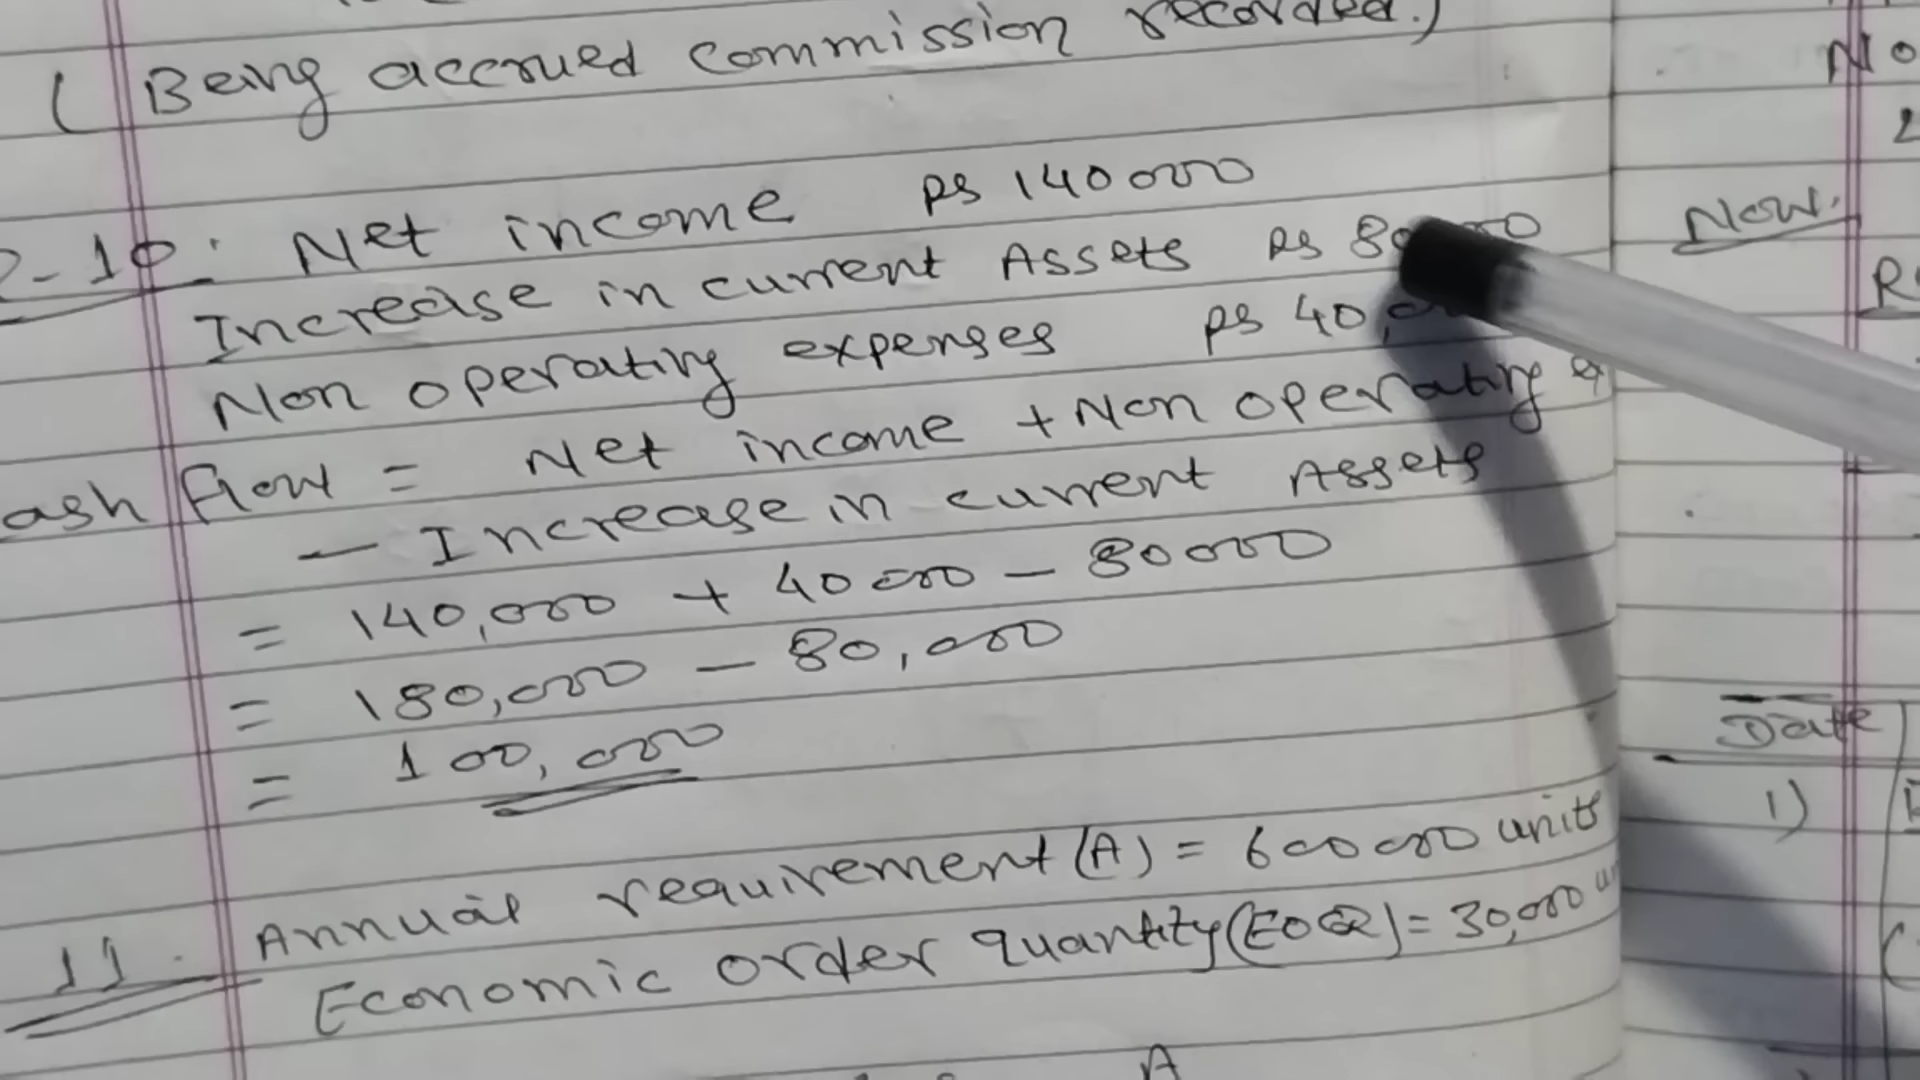 ( Being accrued commission recorded.)
2-10. Net income Rs 140000
Increase in current Assets Rs
Non operating expenses Rs
ash flow = Net income + Non operating
— Increase in current Assets
= 140,000 + 40000 — 80000
= 180,000 — 80,000
= 100,000
11. Annual requirement (A) = 600000 units
Economic order quantity (EOQ) = 30,000
A
No
Now.
Date
1)